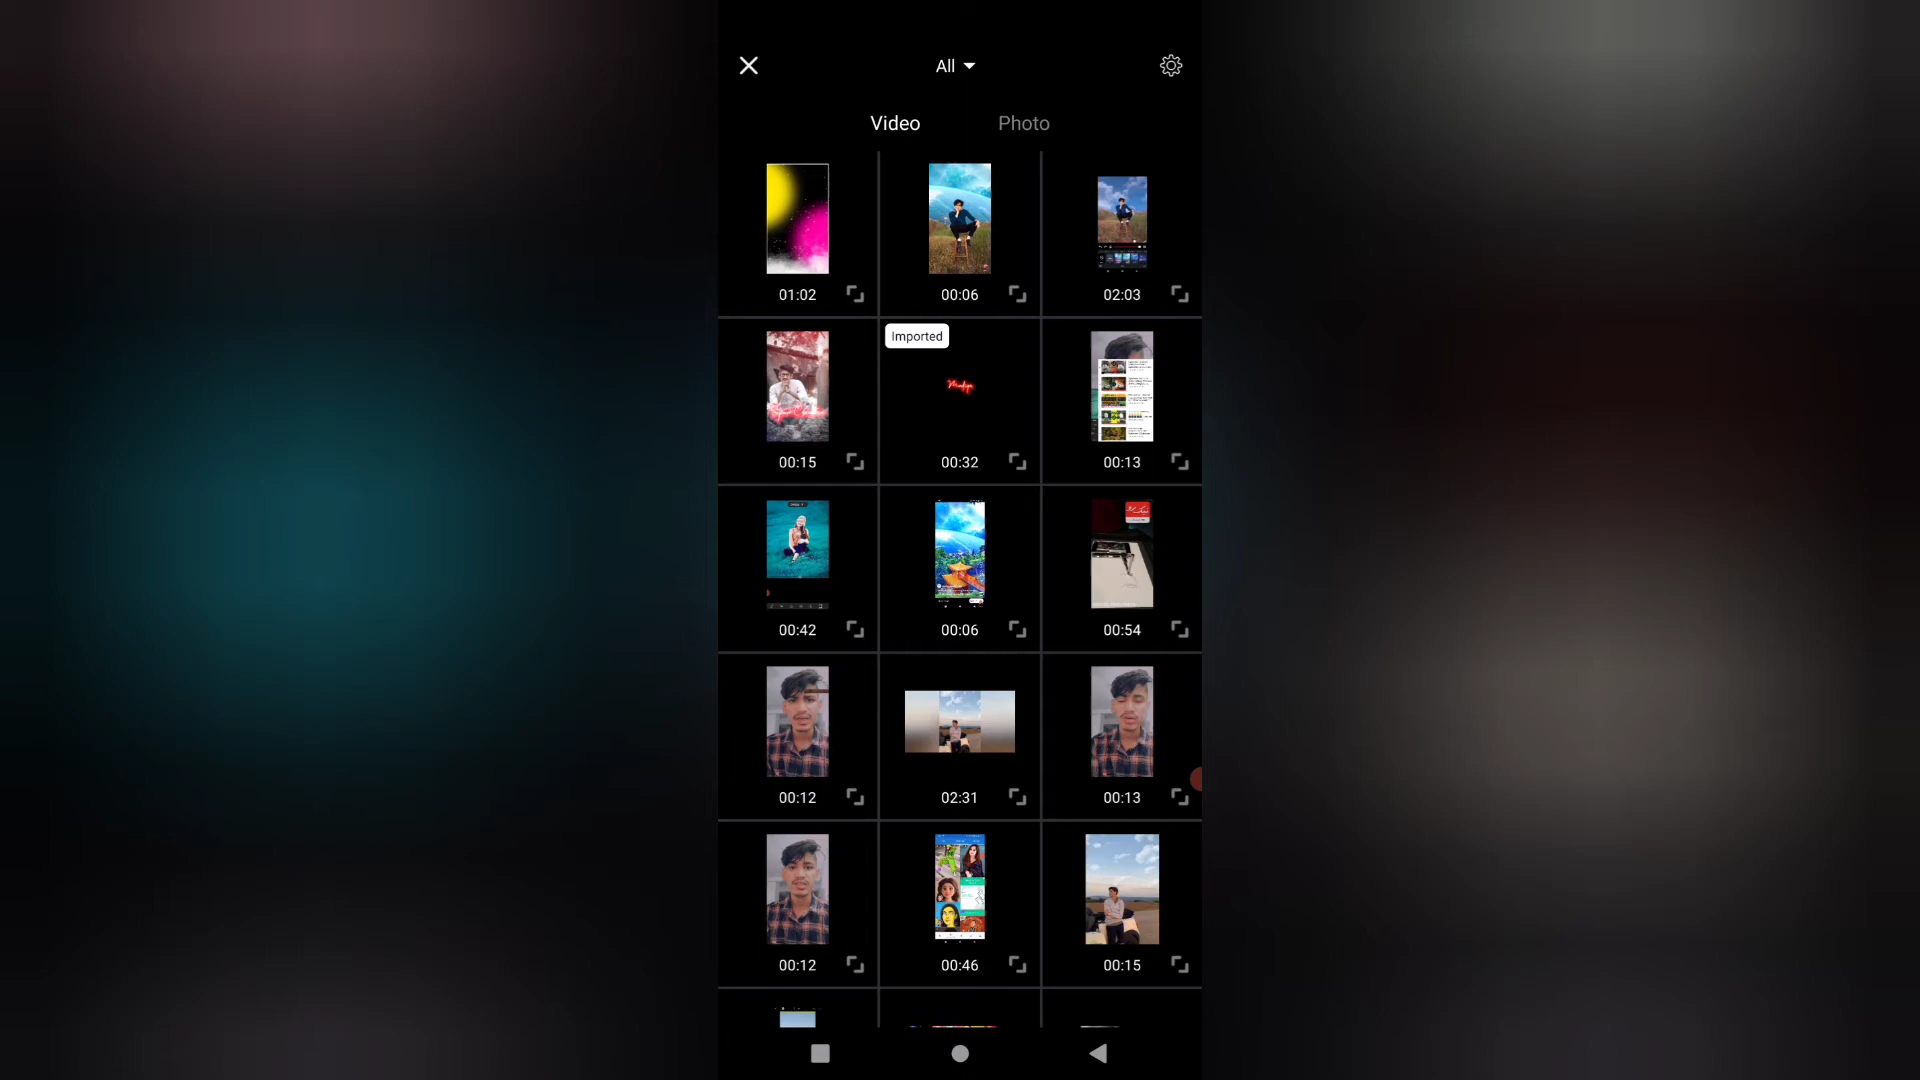 All
Video Photo
01:02 00:06 02:03
Imported
00:15 00:32 00:13
00:42 00:06 00:54
00:12 02:31 00:13
00:12 00:46 00:15